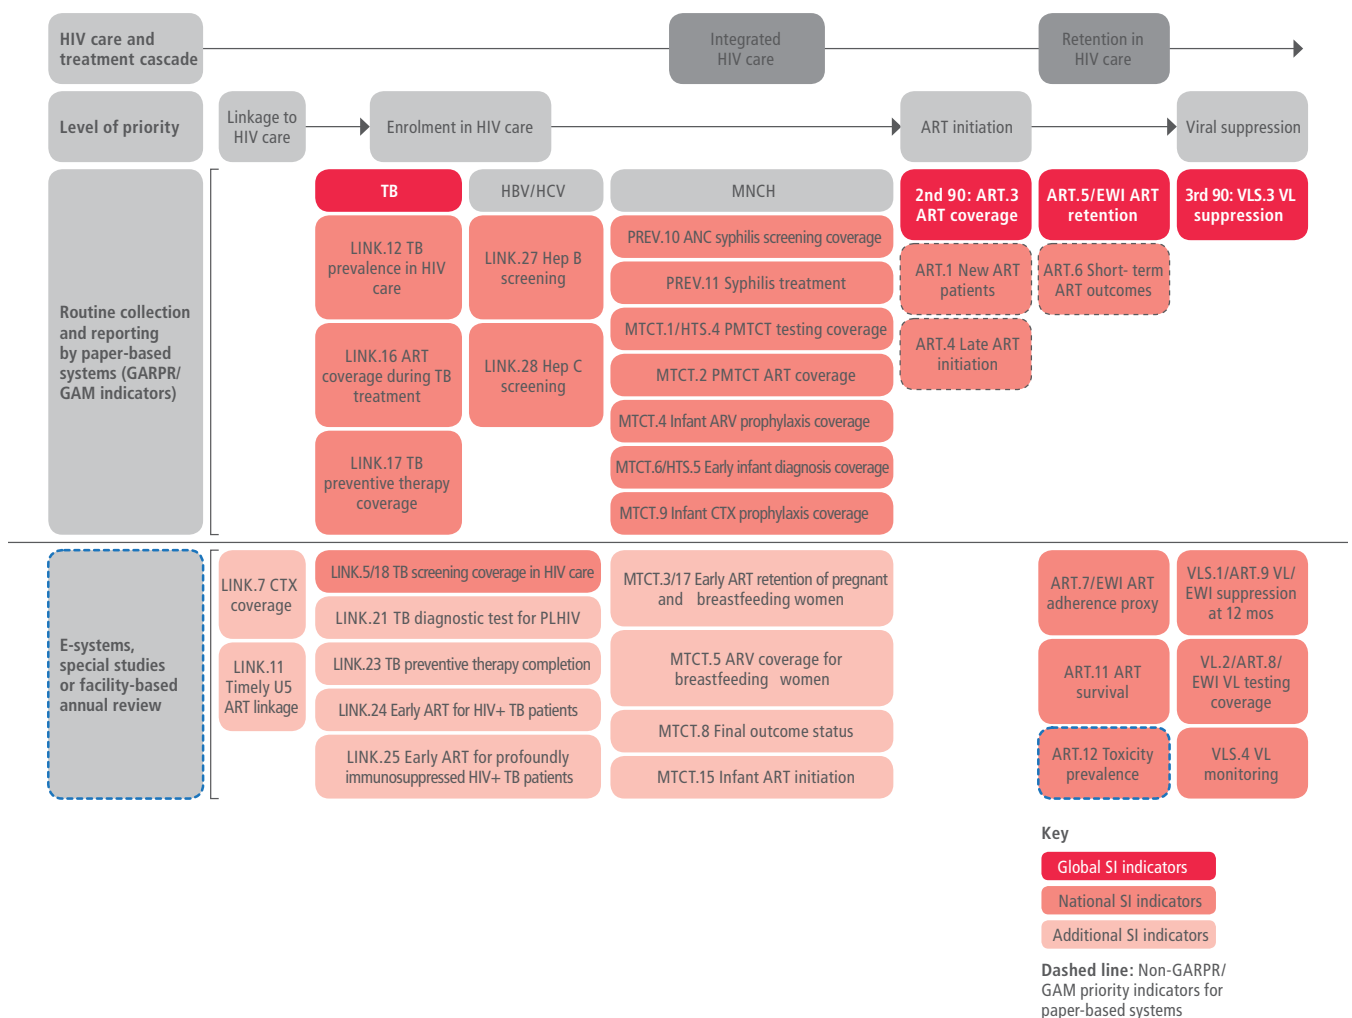 HIV care and
treatment cascade
Integrated
HIV care
Retention in
HIV care
Level of priority
Linkage to
HIV care
Enrolment in HIV care
ART initiation
Viral suppression
Routine collection
and reporting
by paper-based
systems (GARPR/
GAM indicators)
TB
LINK.12 TB
prevalence in HIV
care
LINK.16 ART
coverage during TB
treatment
LINK.17 TB
preventive therapy
coverage
HBV/HCV
LINK.27 Hep B
screening
LINK.28 Hep C
screening
MNCH
PREV.10 ANC syphilis screening coverage
PREV.11 Syphilis treatment
MTCT.1/HTS.4 PMTCT testing coverage
MTCT.2 PMTCT ART coverage
MTCT.4 Infant ARV prophylaxis coverage
MTCT.6/HTS.5 Early infant diagnosis coverage
MTCT.9 Infant CTX prophylaxis coverage
2nd 90: ART.3
ART coverage
ART.1 New ART
patients
ART.4 Late ART
initiation
ART.5/EWI ART
retention
ART.6 Short- term
ART outcomes
3rd 90: VLS.3 VL
suppression
E-systems,
special studies
or facility-based
annual review
LINK.7 CTX
coverage
LINK.11
Timely U5
ART linkage
LINK.5/18 TB screening coverage in HIV care
LINK.21 TB diagnostic test for PLHIV
LINK.23 TB preventive therapy completion
LINK.24 Early ART for HIV+ TB patients
LINK.25 Early ART for profoundly
immunosuppressed HIV+ TB patients
MTCT.3/17 Early ART retention of pregnant
and breastfeeding women
MTCT.5 ARV coverage for
breastfeeding women
MTCT.8 Final outcome status
MTCT.15 Infant ART initiation
ART.7/EWI ART
adherence proxy
ART.11 ART
survival
ART.12 Toxicity
prevalence
VLS.1/ART.9 VL/
EWI suppression
at 12 mos
VL.2/ART.8/
EWI VL testing
coverage
VLS.4 VL
monitoring
Key
Global SI indicators
National SI indicators
Additional SI indicators
Dashed line: Non-GARPR/
GAM priority indicators for
paper-based systems